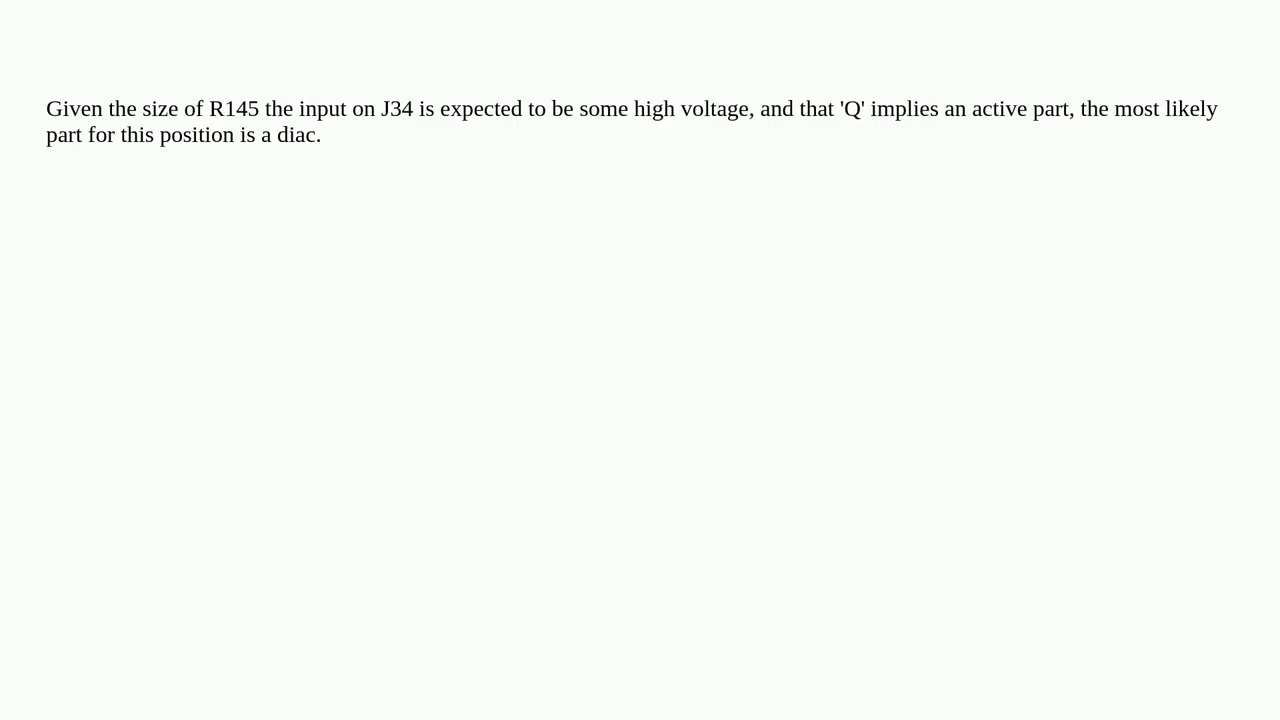 Given the size of R145 the input on J34 is expected to be some high voltage, and that 'Q' implies an active part, the most likely
part for this position is a diac.